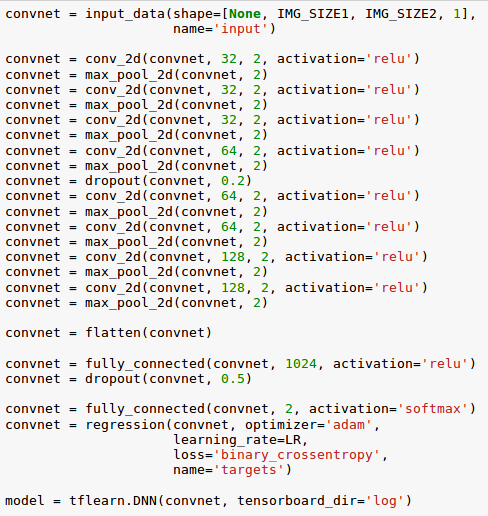 convnet = input_data(shape=[None, IMG_SIZE1, IMG_SIZE2, 1],
                     name='input')

convnet = conv_2d(convnet, 32, 2, activation='relu')
convnet = max_pool_2d(convnet, 2)
convnet = conv_2d(convnet, 32, 2, activation='relu')
convnet = max_pool_2d(convnet, 2)
convnet = conv_2d(convnet, 32, 2, activation='relu')
convnet = max_pool_2d(convnet, 2)
convnet = conv_2d(convnet, 64, 2, activation='relu')
convnet = max_pool_2d(convnet, 2)
convnet = dropout(convnet, 0.2)
convnet = conv_2d(convnet, 64, 2, activation='relu')
convnet = max_pool_2d(convnet, 2)
convnet = conv_2d(convnet, 64, 2, activation='relu')
convnet = max_pool_2d(convnet, 2)
convnet = conv_2d(convnet, 128, 2, activation='relu')
convnet = max_pool_2d(convnet, 2)
convnet = conv_2d(convnet, 128, 2, activation='relu')
convnet = max_pool_2d(convnet, 2)

convnet = flatten(convnet)

convnet = fully_connected(convnet, 1024, activation='relu')
convnet = dropout(convnet, 0.5)

convnet = fully_connected(convnet, 2, activation='softmax')
convnet = regression(convnet, optimizer='adam',
                     learning_rate=LR,
                     loss='binary_crossentropy',
                     name='targets')

model = tflearn.DNN(convnet, tensorboard_dir='log')